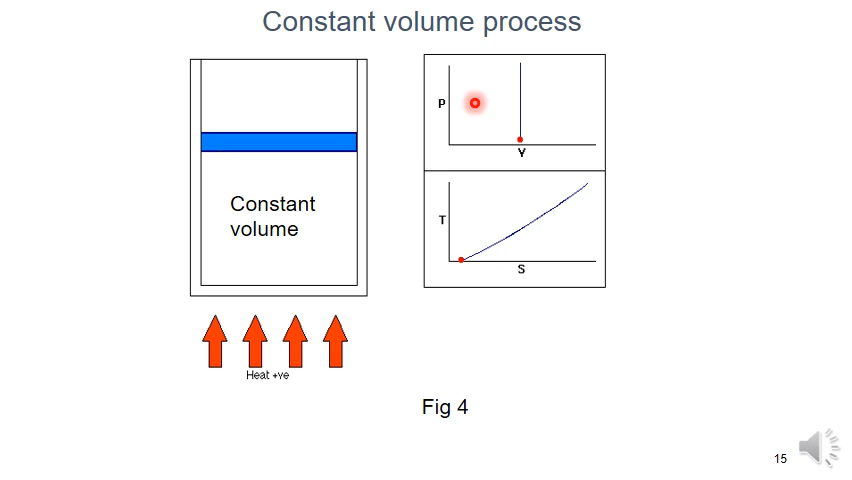 Constant volume process
Constant
volume
Heat +ve
p
V
T
S
Fig 4
15